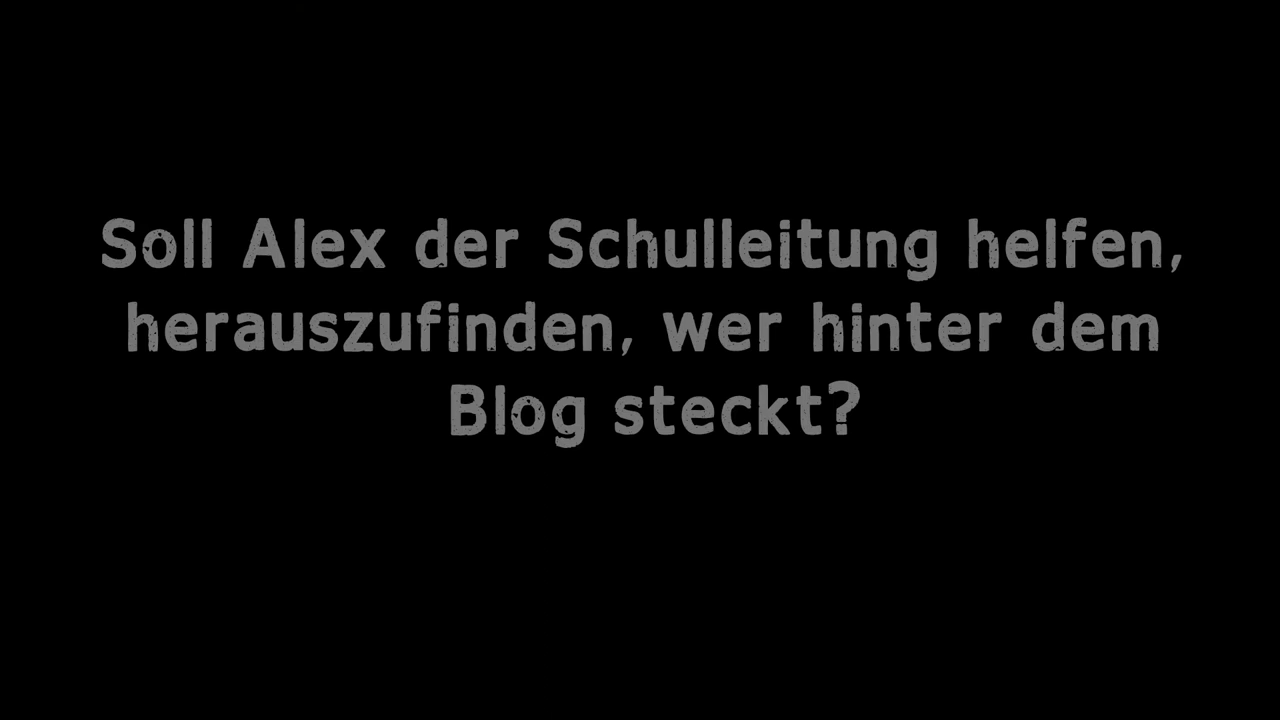 Soll Alex der Schulleitung helfen,
herauszufinden, wer hinter dem
Blog steckt?